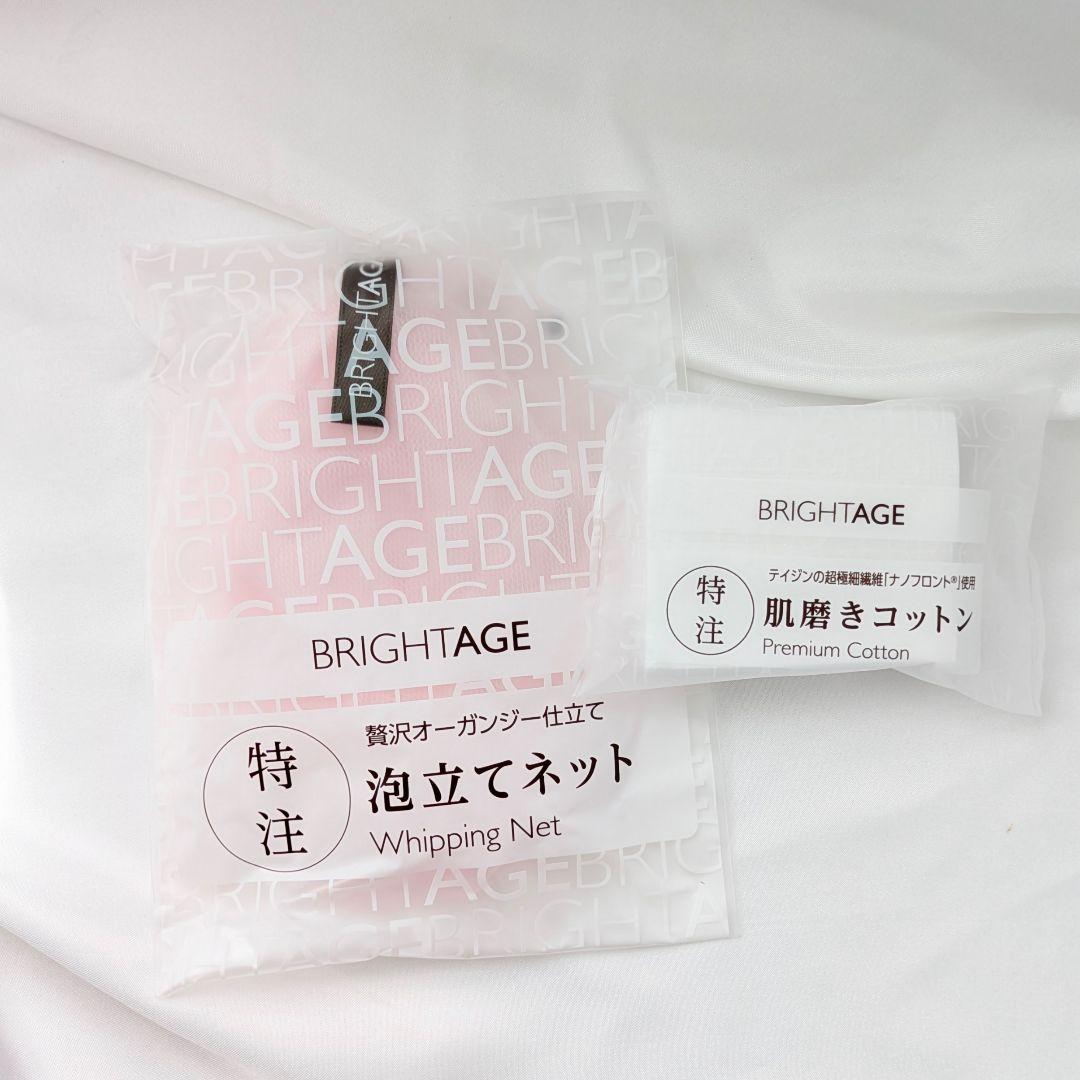 BRIGHTAGE
BRIGHTAGE
特注
贅沢オーガンジー仕立て
泡立てネット
Whipping Net
BRIGHTAGE
特注
テイジンの超極細繊維「ナノフロント®」使用
肌磨きコットン
Premium Cotton